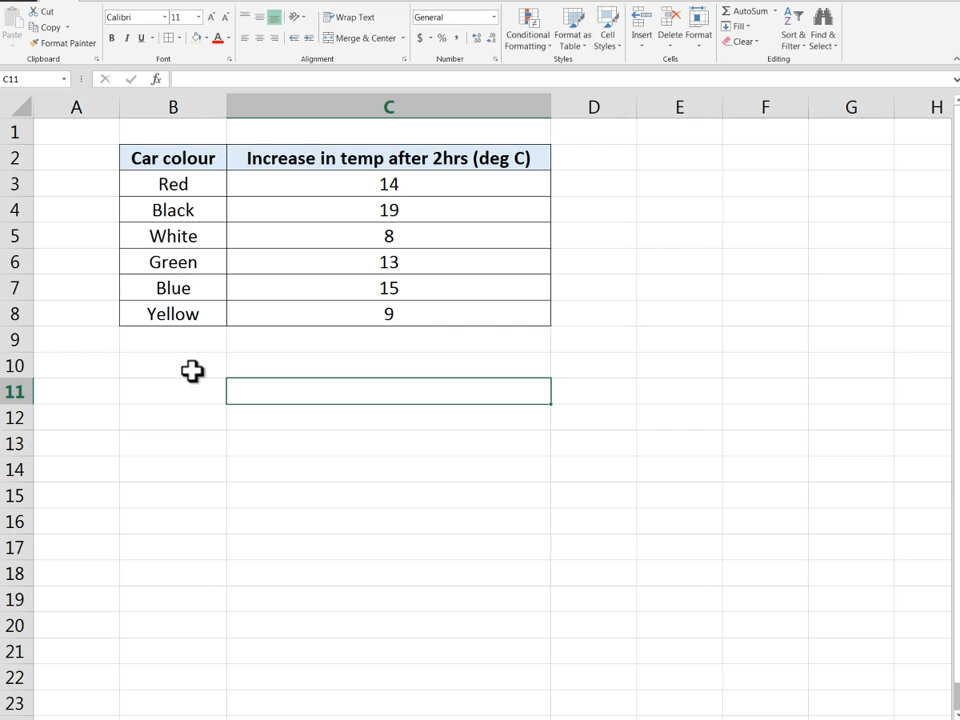 Cut
Copy
Format Painter
Paste
Clipboard
Calibri 11 A A
B I U A
Font
Wrap Text
Merge & Center
Alignment
General
$ % ,
Number
Conditional Formatting
Format as Table
Cell Styles
Styles
Insert Delete Format
Cells
AutoSum
Fill
Clear
Sort & Filter
Find & Select
Editing
C11 fx
A B C D E F G H
1
2 Car colour Increase in temp after 2hrs (deg C)
3 Red 14
4 Black 19
5 White 8
6 Green 13
7 Blue 15
8 Yellow 9
9
10
11
12
13
14
15
16
17
18
19
20
21
22
23